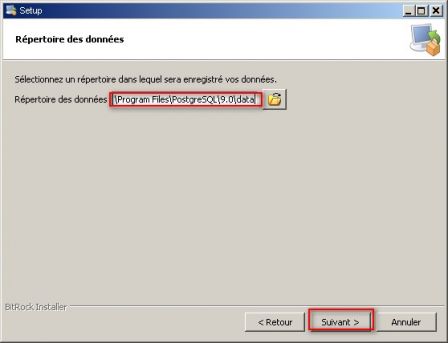 Setup
Répertoire des données
Sélectionnez un répertoire dans lequel sera enregistré vos données.
Répertoire des données \Program Files\PostgreSQL\9.0\data
BitRock Installer
< Retour Suivant > Annuler